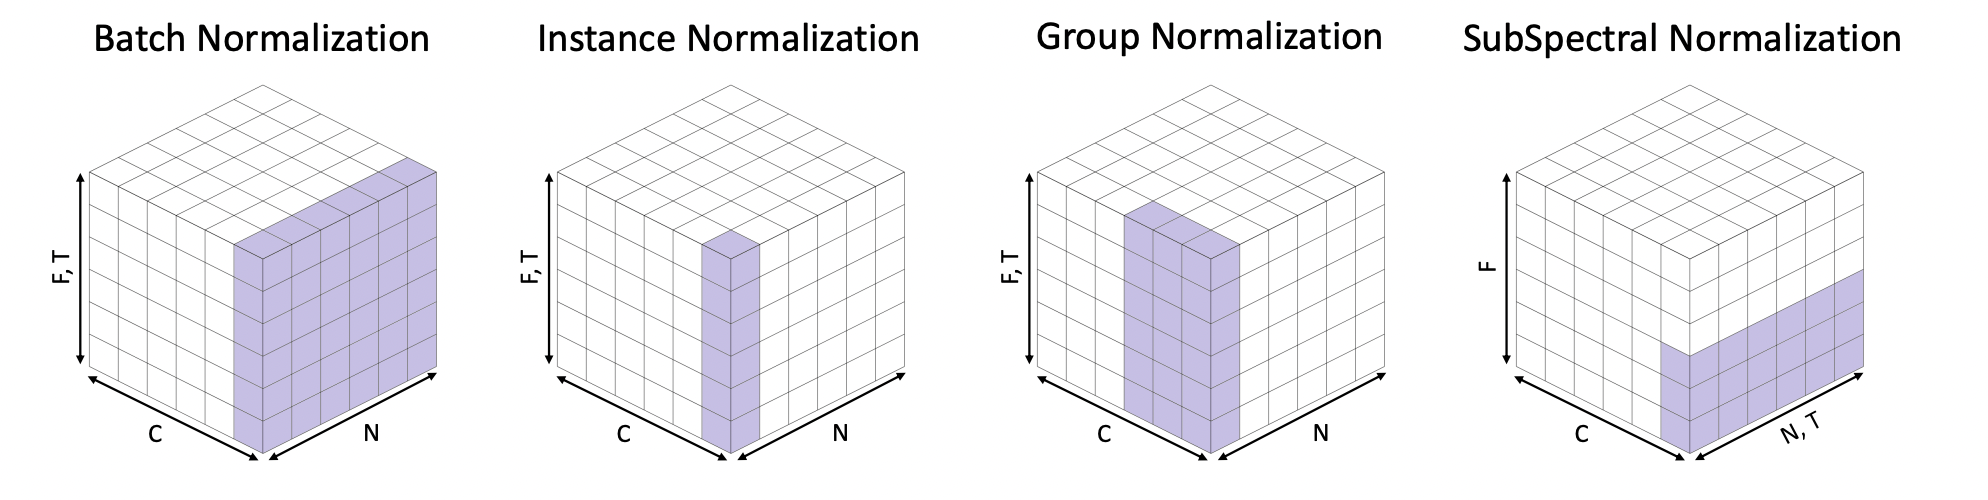 Batch Normalization
Instance Normalization
Group Normalization
SubSpectral Normalization
F, T
C
N
F, T
C
N
F, T
C
N
F
C
N, T